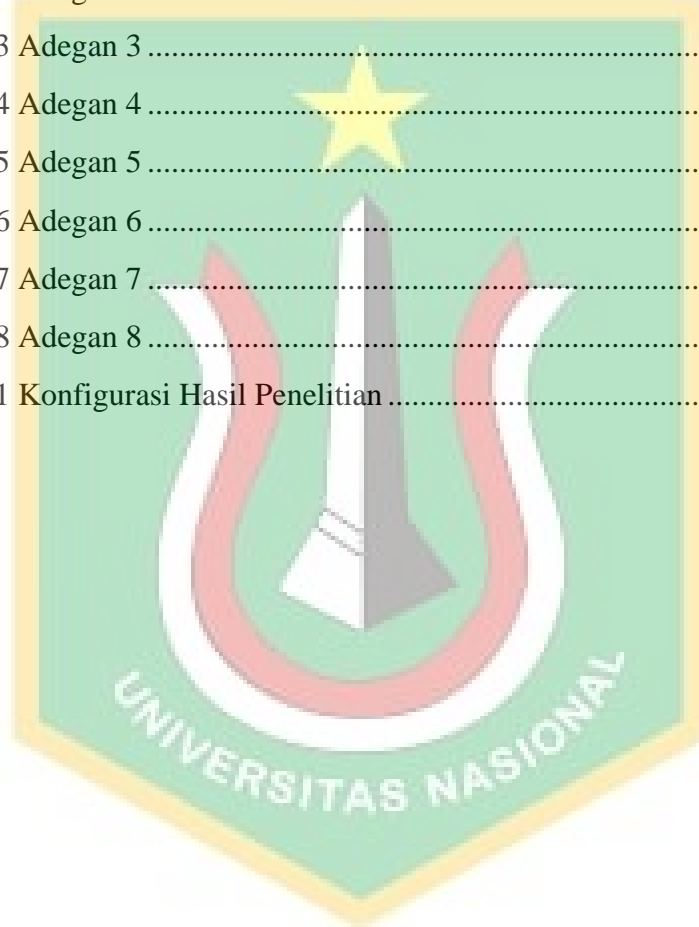 3 Adegan 3 ........................................................................
4 Adegan 4 ........................................................................
5 Adegan 5 ........................................................................
6 Adegan 6 ........................................................................
7 Adegan 7 ........................................................................
8 Adegan 8 ........................................................................
1 Konfigurasi Hasil Penelitian ........................................
UNIVERSITAS NASIONAL